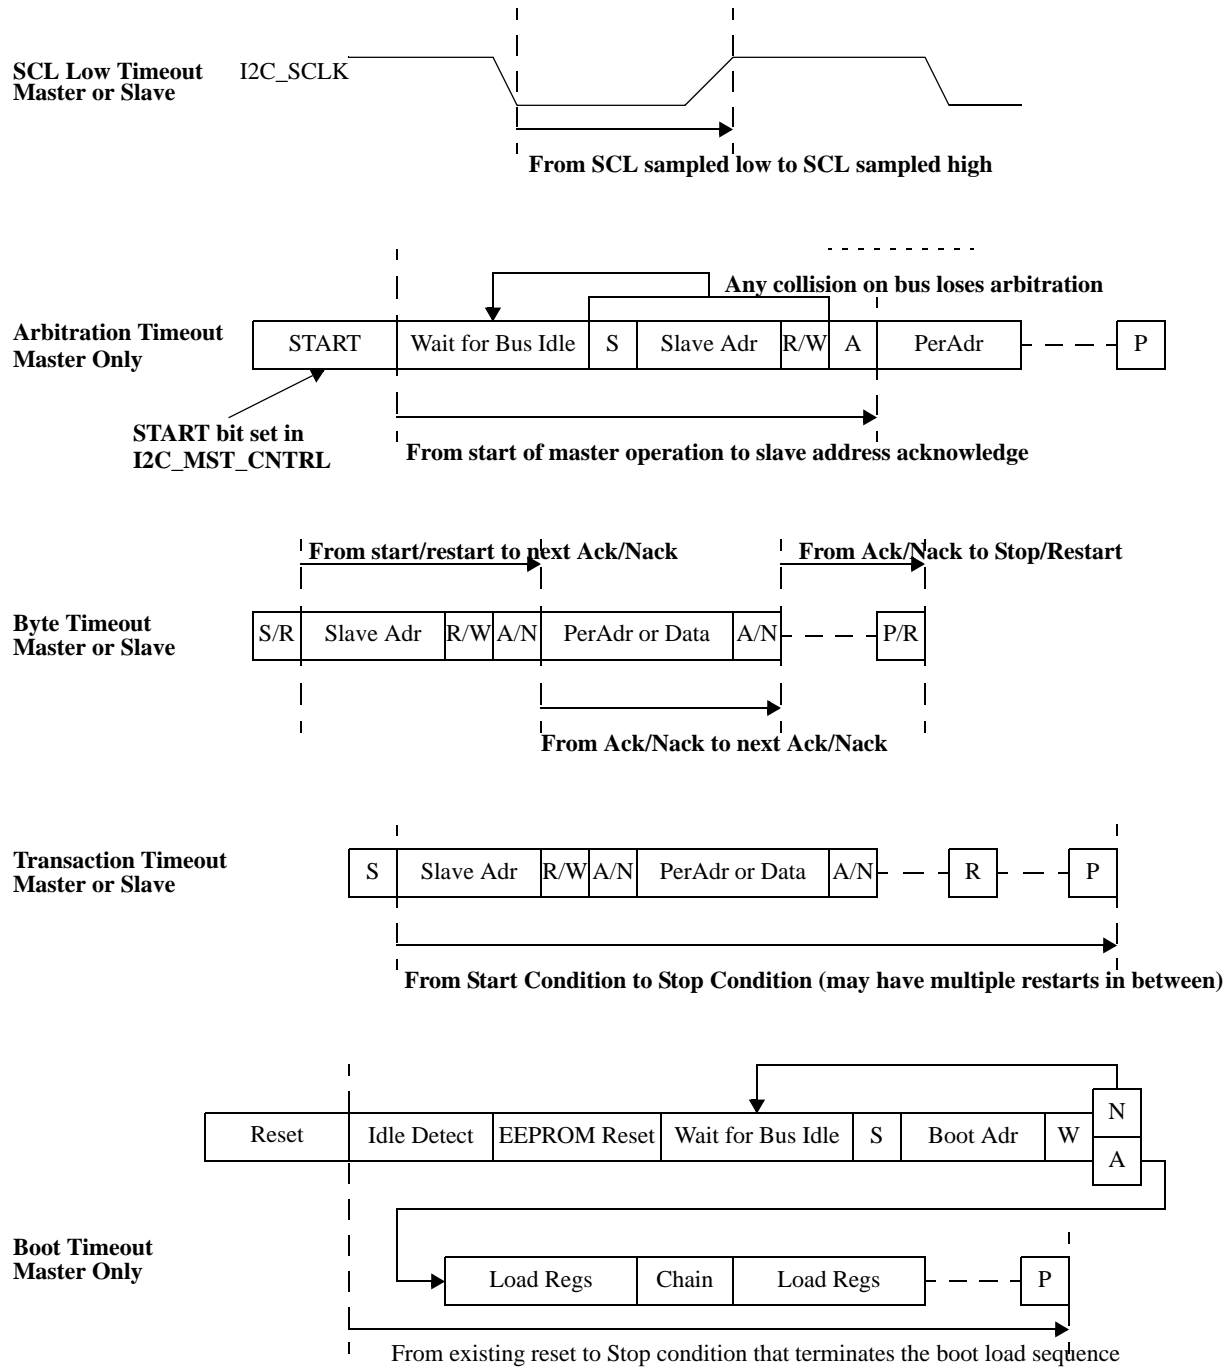 SCL Low Timeout
Master or Slave
I2C_SCLK
From SCL sampled low to SCL sampled high
Any collision on bus loses arbitration
Arbitration Timeout
Master Only
START
Wait for Bus Idle
S
Slave Adr
R/W
A
PerAdr
P
START bit set in
I2C_MST_CNTRL
From start of master operation to slave address acknowledge
From start/restart to next Ack/Nack
From Ack/Nack to Stop/Restart
Byte Timeout
Master or Slave
S/R
Slave Adr
R/W
A/N
PerAdr or Data
A/N
P/R
From Ack/Nack to next Ack/Nack
Transaction Timeout
Master or Slave
S
Slave Adr
R/W
A/N
PerAdr or Data
A/N
R
P
From Start Condition to Stop Condition (may have multiple restarts in between)
Reset
Idle Detect
EEPROM Reset
Wait for Bus Idle
S
Boot Adr
W
N
A
Boot Timeout
Master Only
Load Regs
Chain
Load Regs
P
From existing reset to Stop condition that terminates the boot load sequence